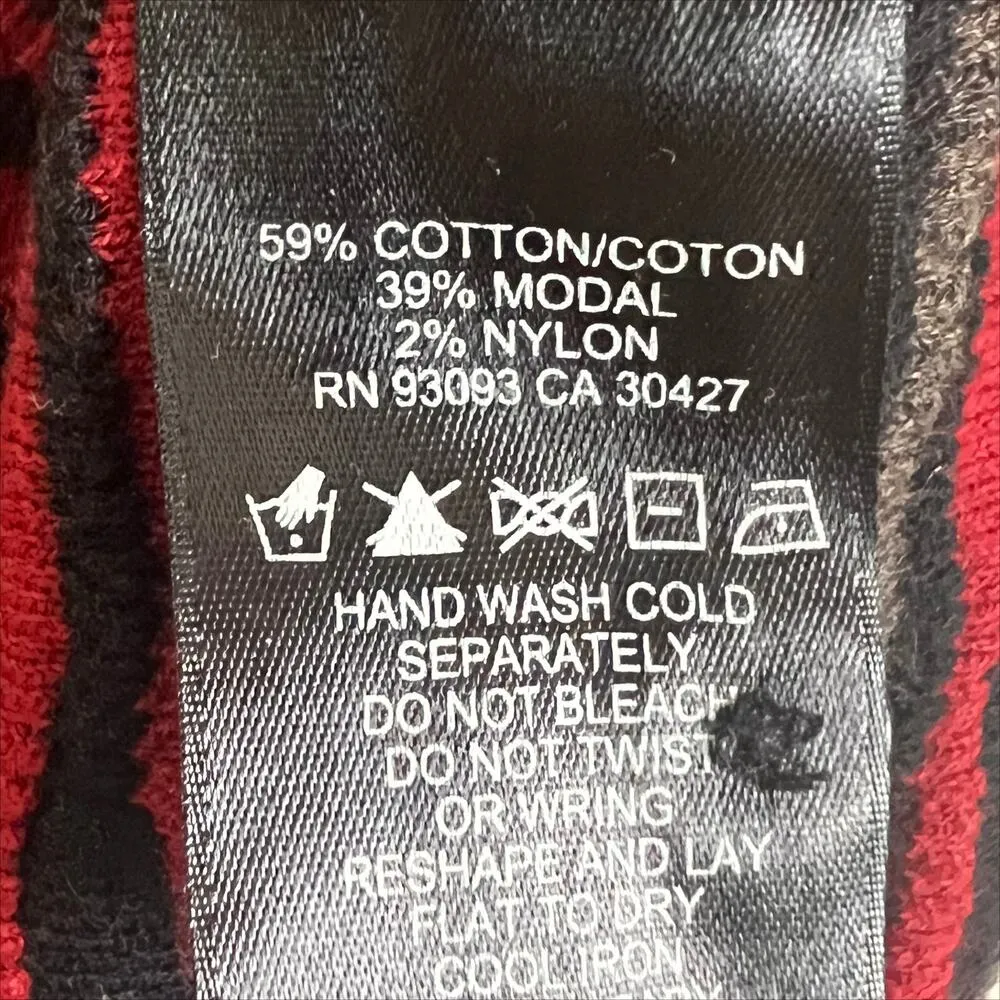 59% COTTON/COTON
39% MODAL
2% NYLON
RN 93093 CA 30427
HAND WASH COLD
SEPARATELY
DO NOT BLEACH
DO NOT TWIST
OR WRING
RESHAPE AND LAY
FLAT TO DRY
COOL IRON